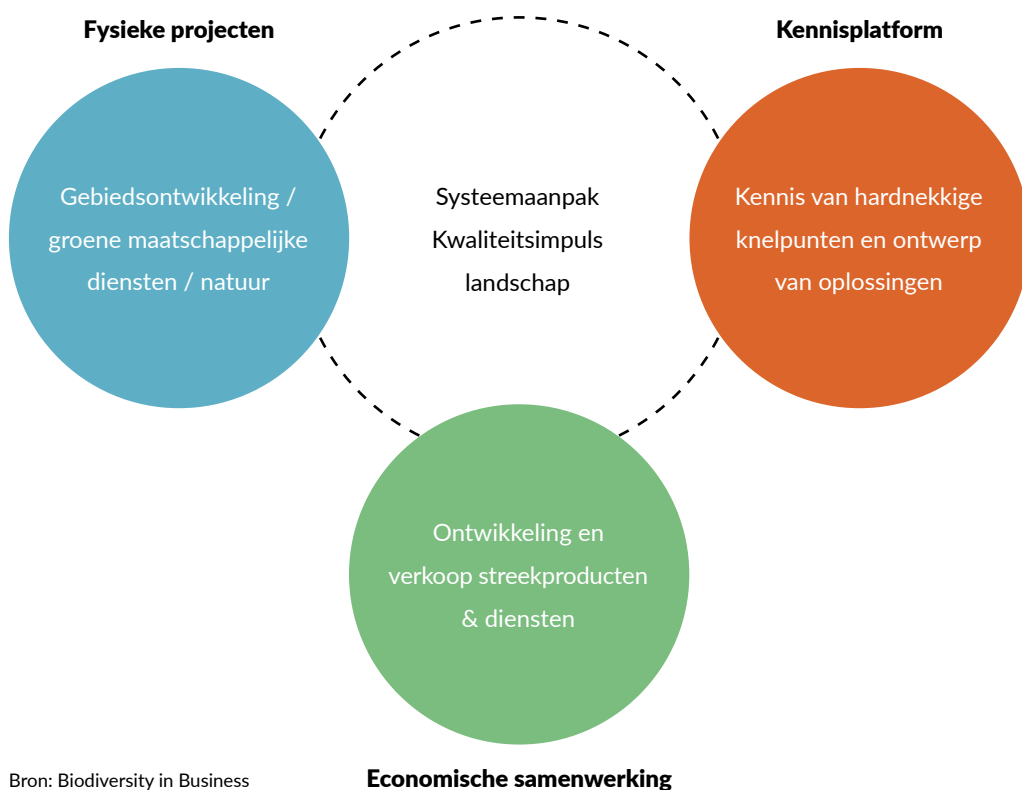 Fysieke projecten
Kennisplatform
Gebiedsontwikkeling /
groene maatschappelijke
diensten / natuur
Systeemaanpak
Kwaliteitsimpuls
landschap
Kennis van hardnekkige
knelpunten en ontwerp
van oplossingen
Ontwikkeling en
verkoop streekproducten
& diensten
Bron: Biodiversity in Business
Economische samenwerking